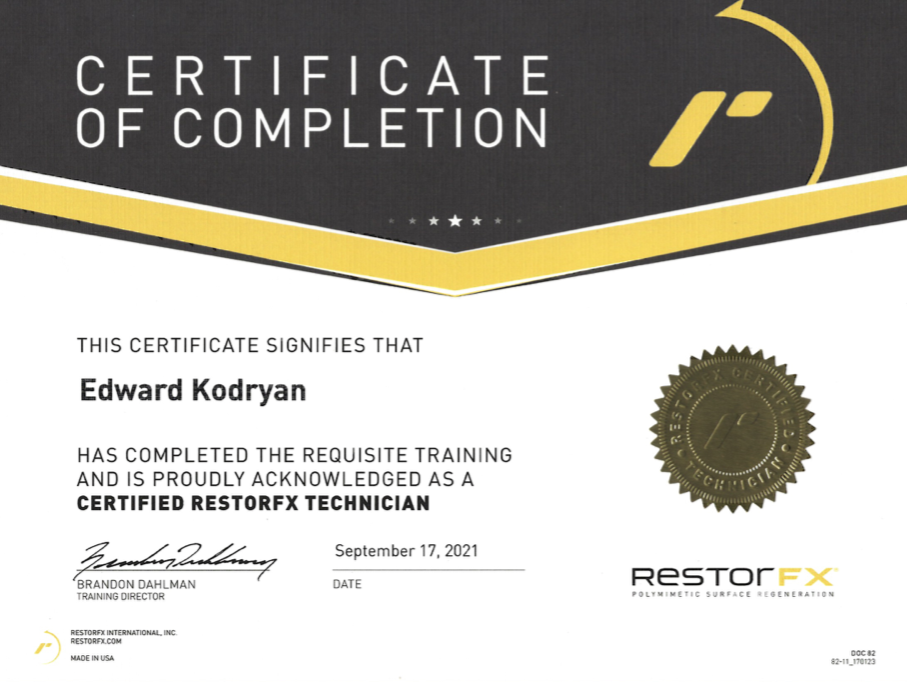 CERTIFICATE
OF COMPLETION
THIS CERTIFICATE SIGNIFIES THAT
Edward Kodryan
HAS COMPLETED THE REQUISITE TRAINING
AND IS PROUDLY ACKNOWLEDGED AS A
CERTIFIED RESTORFX TECHNICIAN
RESTORFX CERTIFIED
TECHNICIAN
September 17, 2021
BRANDON DAHLMAN
TRAINING DIRECTOR
DATE
RESTORFX
POLYMIMETIC SURFACE REGENERATION
RESTORFX INTERNATIONAL, INC.
RESTORFX.COM
MADE IN USA
DOC 82
82-11_170123